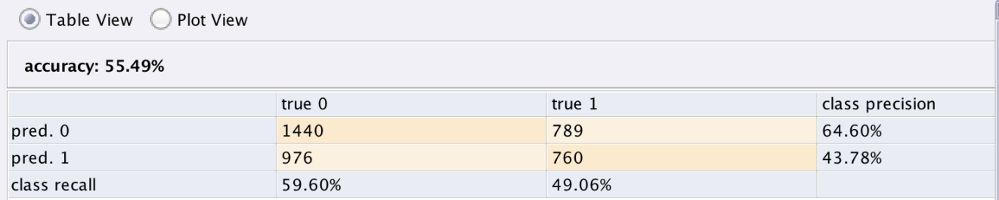 Table View Plot View
accuracy: 55.49%
true 0 true 1 class precision
pred. 0 1440 789 64.60%
pred. 1 976 760 43.78%
class recall 59.60% 49.06%